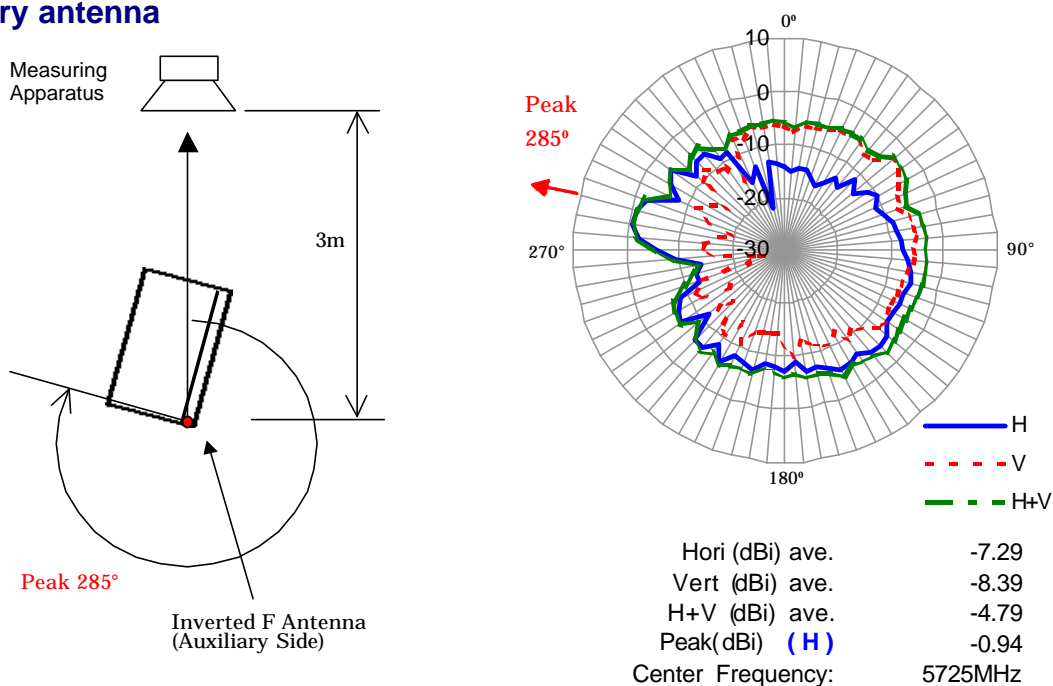 ry antenna
Measuring
Apparatus
3m
Peak 285°
Inverted F Antenna
(Auxiliary Side)
0°
10
0
-10
-20
-30
Peak
285°
270°
90°
180°
H
V
H+V
Hori (dBi) ave. -7.29
Vert (dBi) ave. -8.39
H+V (dBi) ave. -4.79
Peak(dBi) ( H ) -0.94
Center Frequency: 5725MHz